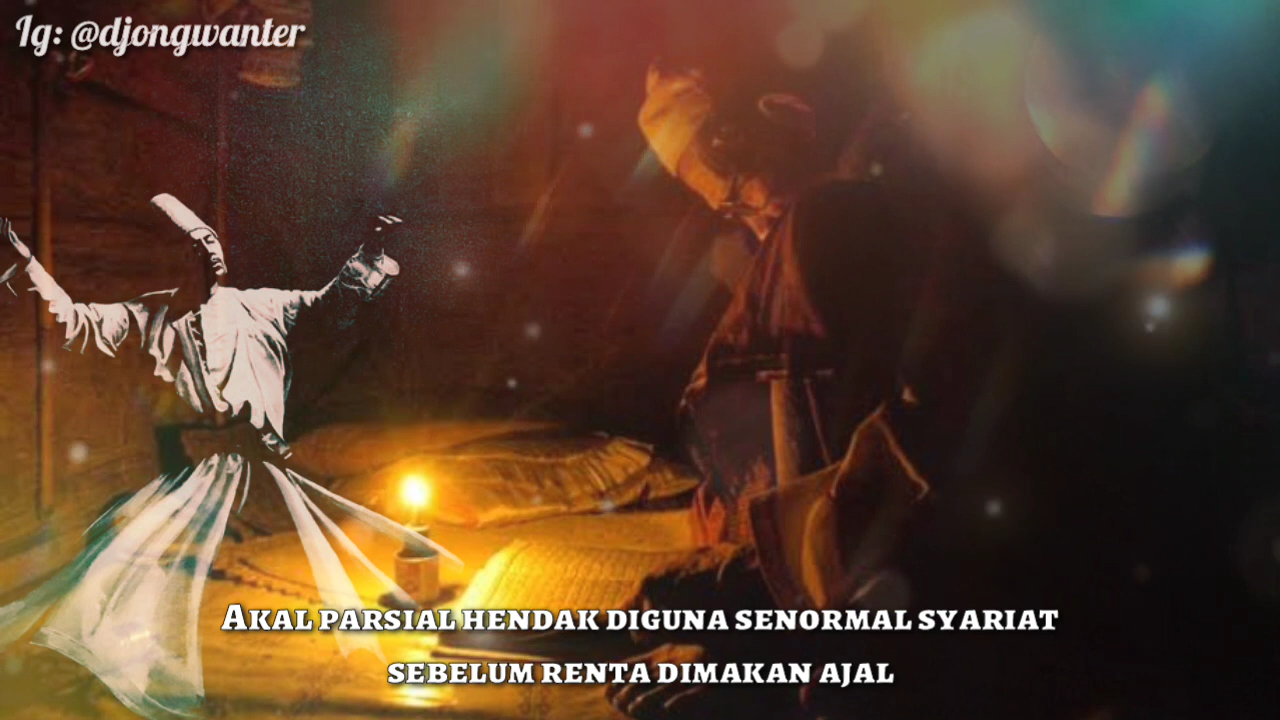 Ig: @djongwanter
Akal parsial hendak diguna senormal syariat
sebelum renta dimakan ajal